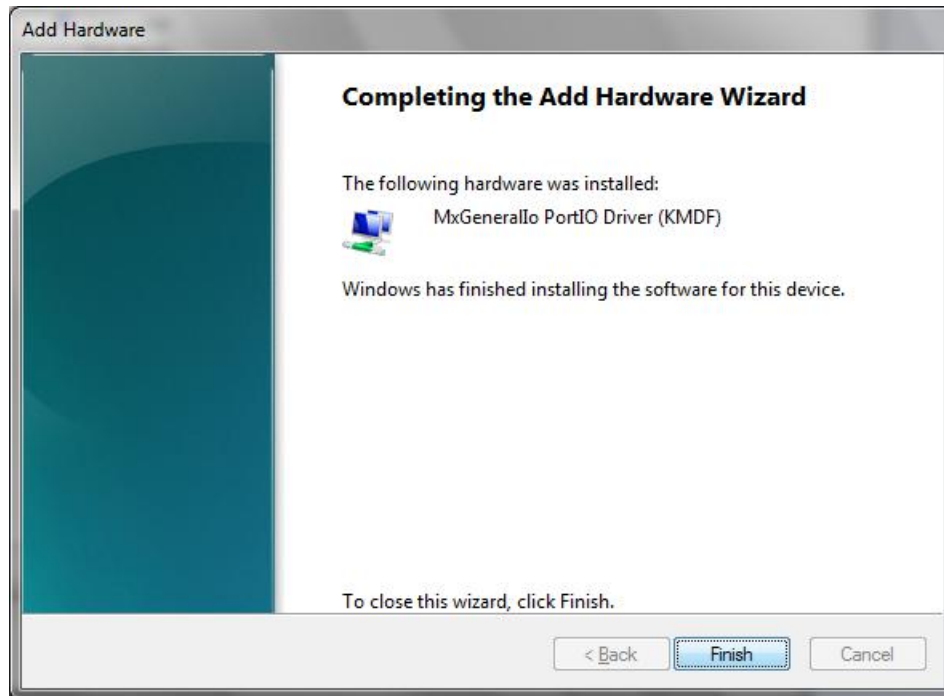 Add Hardware
Completing the Add Hardware Wizard
The following hardware was installed:
MxGeneralIo PortIO Driver (KMDF)
Windows has finished installing the software for this device.
To close this wizard, click Finish.
< Back
Finish
Cancel